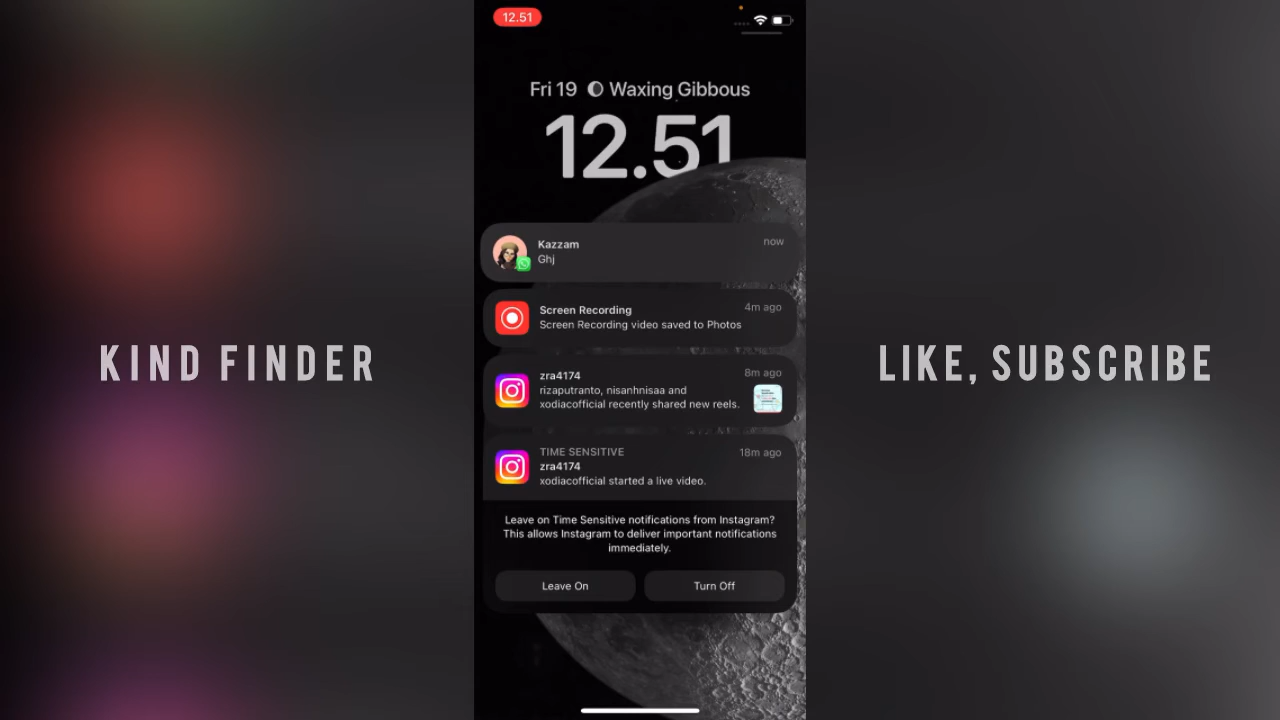 12.51
Fri 19 Waxing Gibbous
12.51
Kazzam
now
Ghj
Screen Recording
4m ago
Screen Recording video saved to Photos
zra4174
8m ago
rizaputranto, nisanhnisaa and
xodiacofficial recently shared new reels.
TIME SENSITIVE
18m ago
zra4174
xodiacofficial started a live video.
Leave on Time Sensitive notifications from Instagram?
This allows Instagram to deliver important notifications
immediately.
Leave On
Turn Off
KIND FINDER
LIKE, SUBSCRIBE